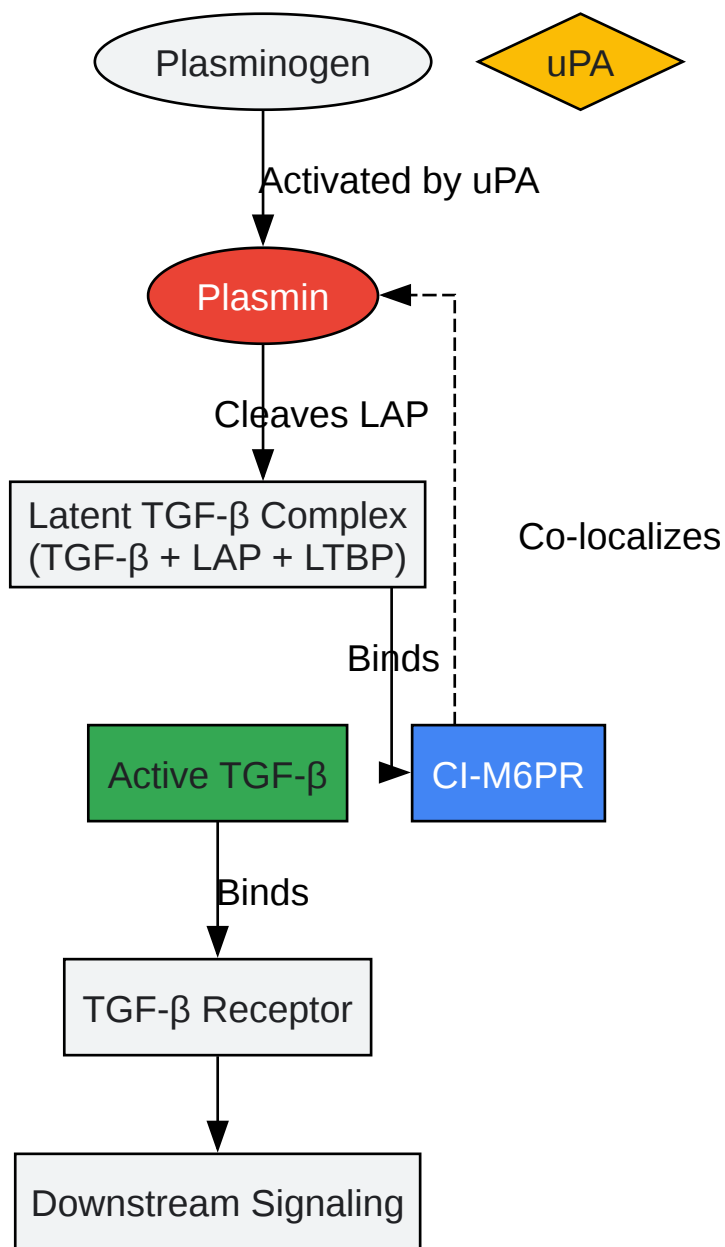 Plasminogen
uPA
Activated by uPA
Plasmin
Cleaves LAP
Latent TGF-β Complex
(TGF-β + LAP + LTBP)
Co-localizes
Binds
Active TGF-β
CI-M6PR
Binds
TGF-β Receptor
Downstream Signaling